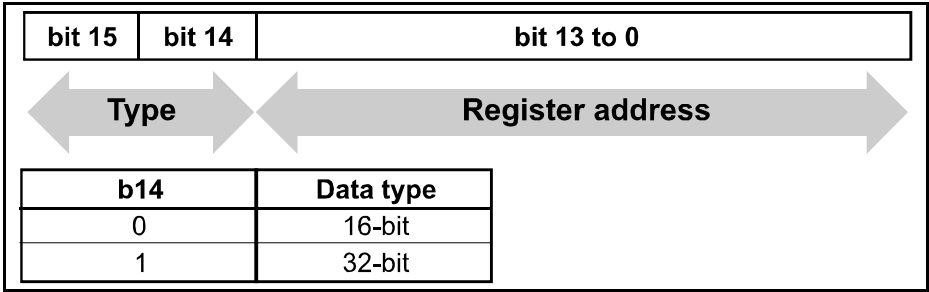 bit 15 bit 14 bit 13 to 0
Type Register address
b14 Data type
0 16-bit
1 32-bit